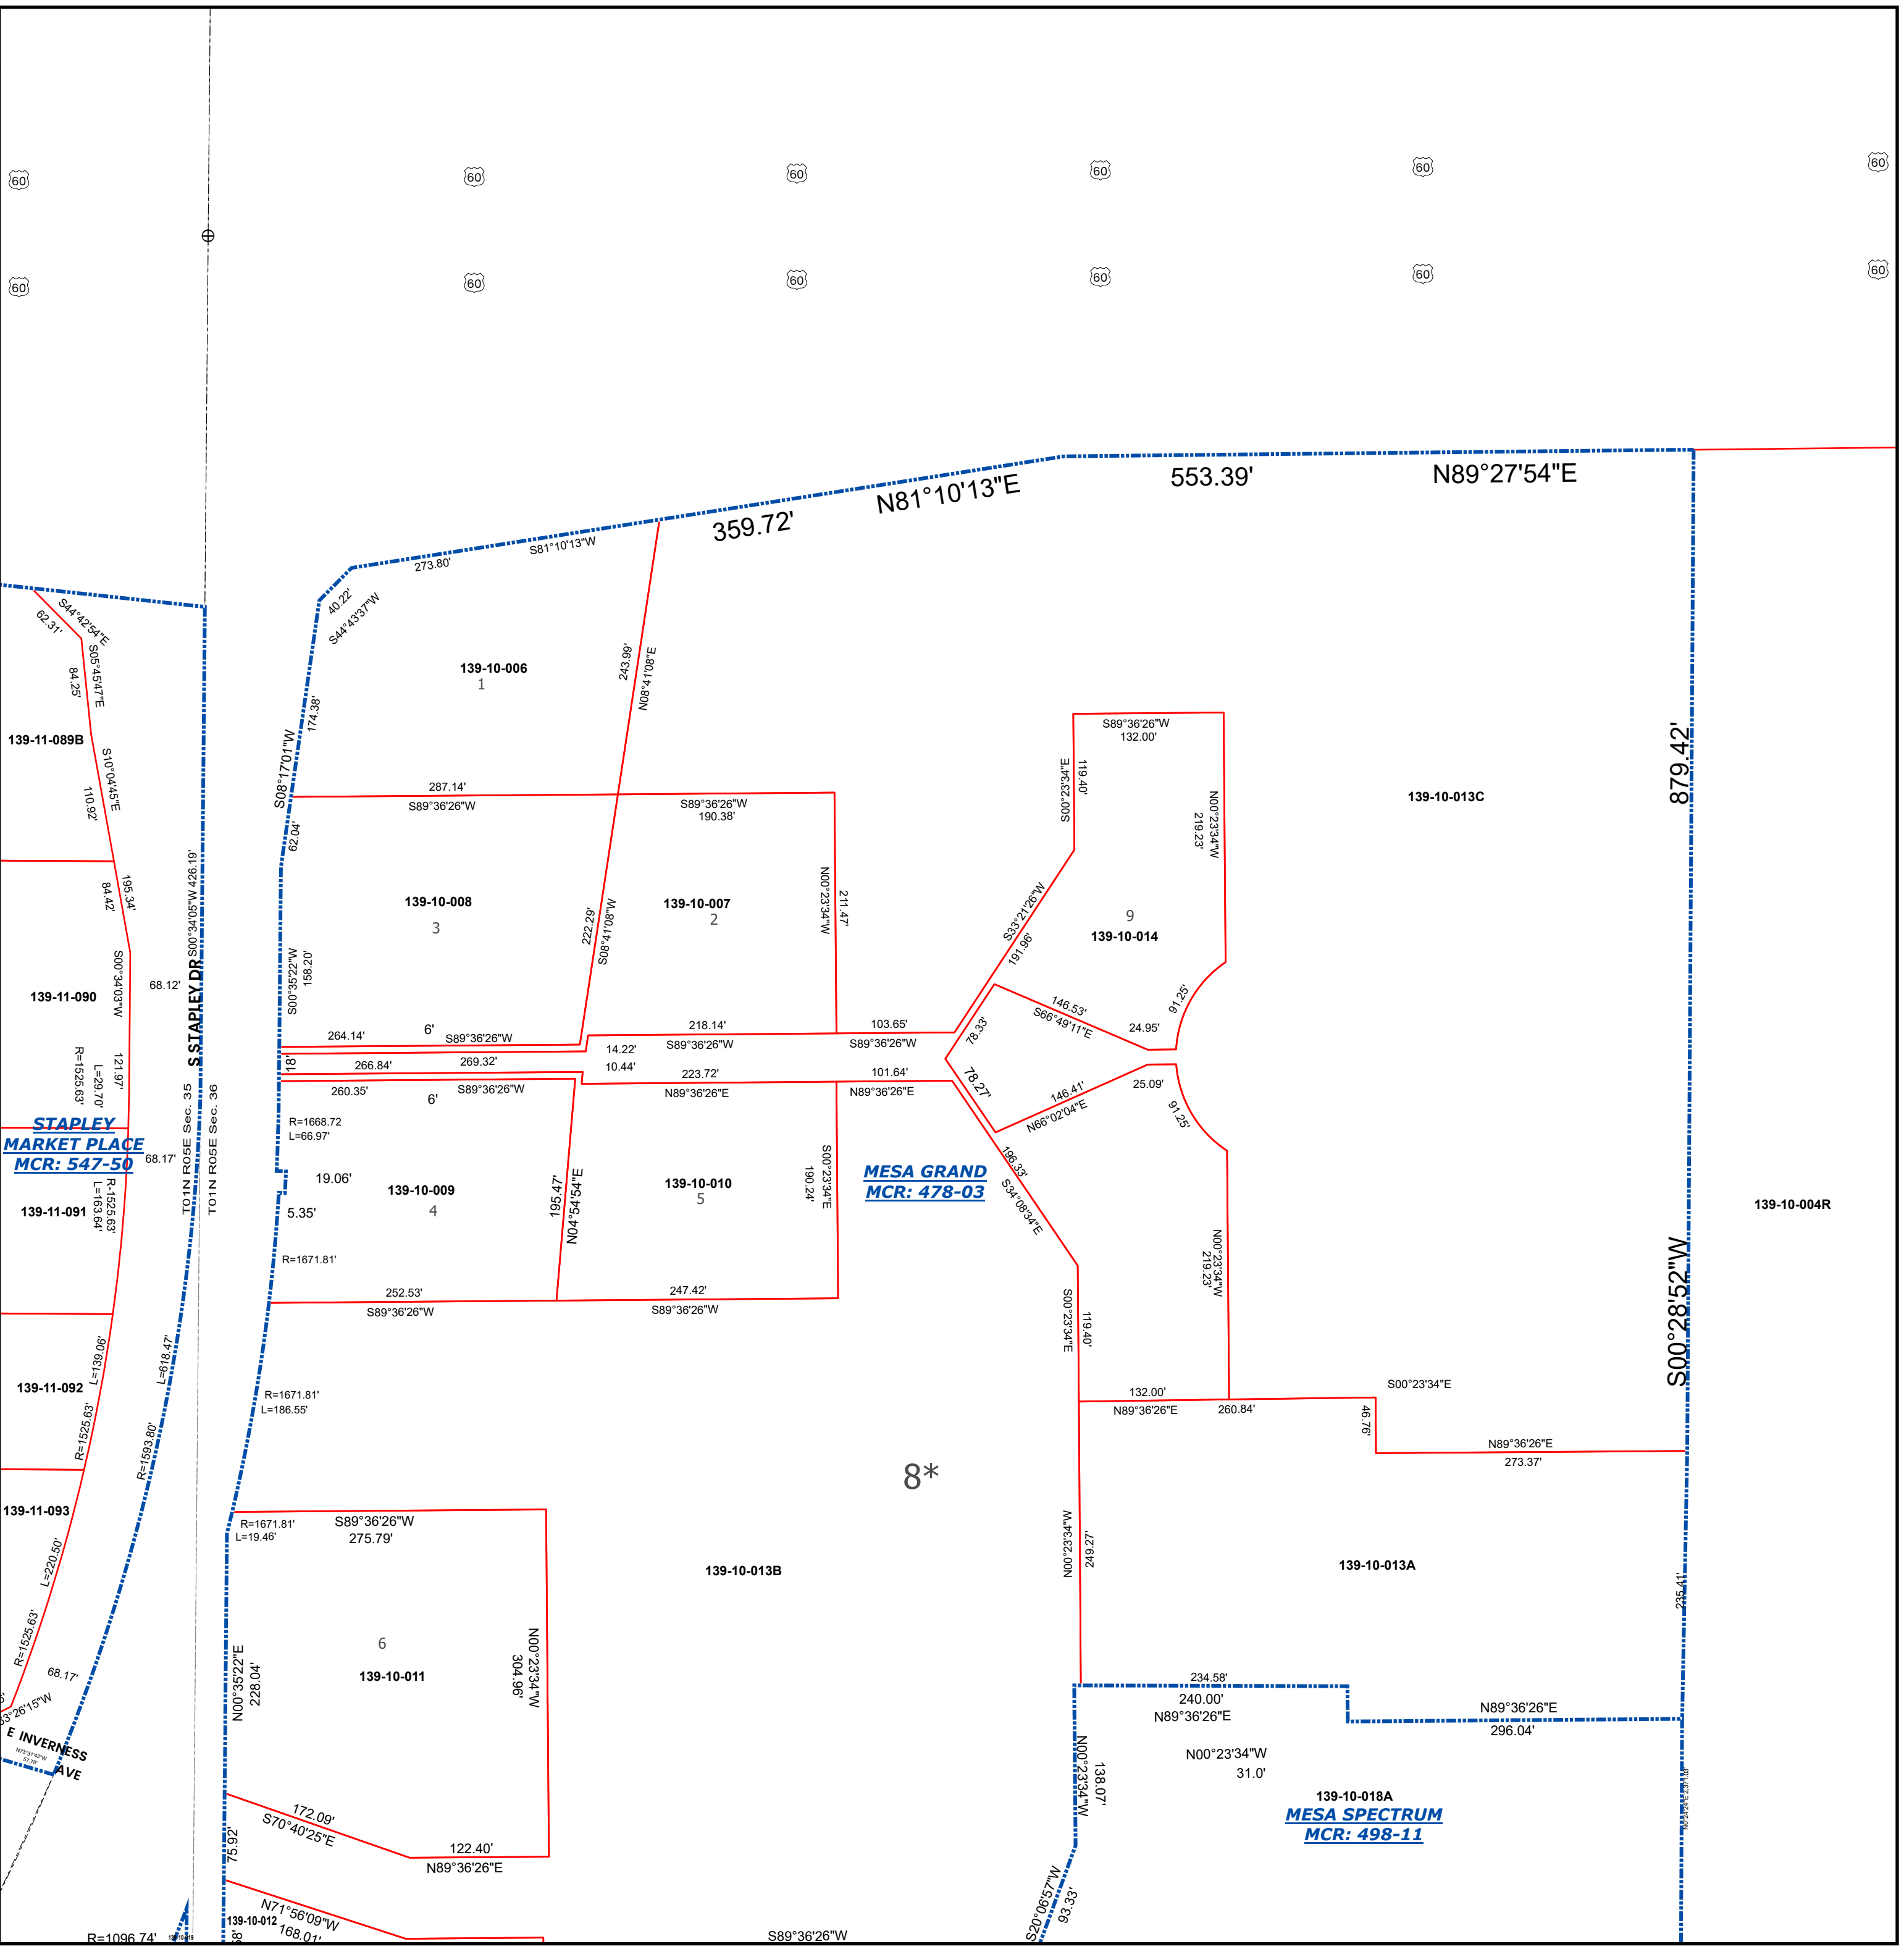 60
60
60
60
60
60
60
60
60
60
60
60
N89°27'54"E
553.39'
N81°10'13"E
359.72'
S81°10'13"W
273.80'
40.22'
S44°43'37"W
S44°42'54"E
62.31'
S05°45'47"E
84.25'
139-10-006
1
243.99'
N08°41'08"E
174.38'
S08°17'01"W
139-11-089B
S10°04'45"E
110.92'
S89°36'26"W
132.00'
S00°23'34"E
119.40'
N00°23'34"W
219.23'
139-10-013C
879.42'
287.14'
S89°36'26"W
S89°36'26"W
190.38'
62.04'
195.34'
84.42'
S00°34'05"W 426.19'
139-10-008
3
139-10-007
2
N00°23'34"W
211.47'
222.29'
S08°41'08"W
S33°21'26"W
191.96'
9
139-10-014
S00°34'03"W
139-11-090
68.12'
S STAPLEY DR
S00°35'22"W
158.20'
146.53'
S66°49'11"E
91.25'
24.95'
78.33'
264.14'
6'
S89°36'26"W
218.14'
S89°36'26"W
103.65'
S89°36'26"W
14.22'
10.44'
18'
266.84'
269.32'
223.72'
N89°36'26"E
101.64'
N89°36'26"E
260.35'
6'
S89°36'26"W
78.27'
146.41'
N66°02'04"E
25.09'
91.25'
121.97'
L=29.70'
R=1525.63'
T01N R05E Sec. 35
T01N R05E Sec. 36
STAPLEY
MARKET PLACE
MCR: 547-50
68.17'
R=1668.72
L=66.97'
19.06'
5.35'
R=1671.81'
139-10-009
4
195.47'
N04°54'54"E
139-10-010
5
S00°23'34"E
190.24'
MESA GRAND
MCR: 478-03
196.33'
S34°08'34"E
N00°23'34"W
219.23'
139-10-004R
R-1525.63'
L=163.64'
139-11-091
252.53'
S89°36'26"W
247.42'
S89°36'26"W
S00°23'34"E
119.40'
S00°28'52"W
L=139.06'
R=1525.63'
139-11-092
L=618.47'
R=1593.80'
R=1671.81'
L=186.55'
132.00'
N89°36'26"E
260.84'
S00°23'34"E
46.76'
N89°36'26"E
273.37'
8*
139-11-093
L=220.50'
R=1525.63'
R=1671.81'
L=19.46'
S89°36'26"W
275.79'
139-10-013B
N00°23'34"W
249.27'
139-10-013A
235.41'
6
139-10-011
N00°35'22"E
228.04'
N00°23'34"W
304.96'
68.17'
53°26'15"W
E INVERNESS
AVE
N73°31'43"W
57.78'
234.58'
240.00'
N89°36'26"E
N89°36'26"E
296.04'
N00°23'34"W
31.0'
N00°23'34"W
138.07'
139-10-018A
MESA SPECTRUM
MCR: 498-11
172.09'
S70°40'25"E
122.40'
N89°36'26"E
75.92'
N71°56'09"W
168.01'
139-10-012
58'
R=1096.74'
S89°36'26"W
S20°06'57"W
93.33'